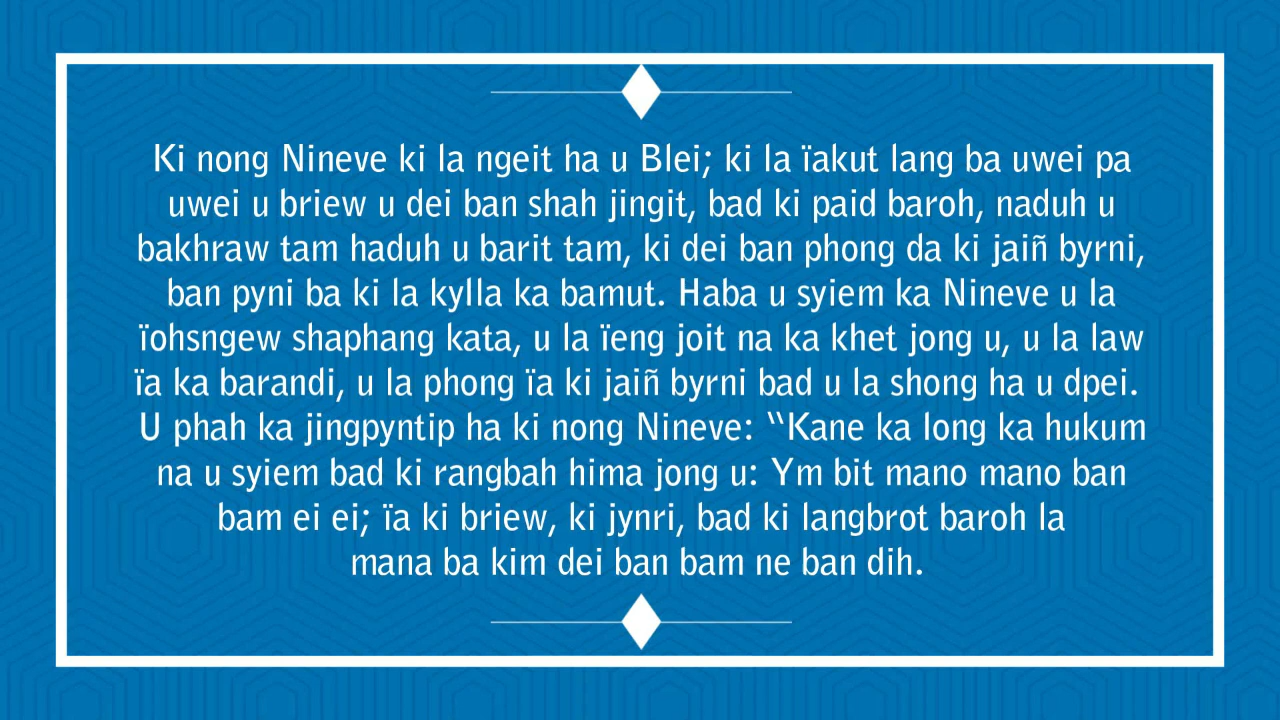 Ki nong Nineve ki la ngeit ha u Blei; ki la ïakut lang ba uwei pa
uwei u briew u dei ban shah jingit, bad ki paid baroh, naduh u
bakhraw tam haduh u barit tam, ki dei ban phong da ki jaiñ byrni,
ban pyni ba ki la kylla ka bamut. Haba u syiem ka Nineve u la
ïohsngew shaphang kata, u la ïeng joit na ka khet jong u, u la law
ïa ka barandi, u la phong ïa ki jaiñ byrni bad u la shong ha u dpei.
U phah ka jingpyntip ha ki nong Nineve: “Kane ka long ka hukum
na u syiem bad ki rangbah hima jong u: Ym bit mano mano ban
bam ei ei; ïa ki briew, ki jynri, bad ki langbrot baroh la
mana ba kim dei ban bam ne ban dih.